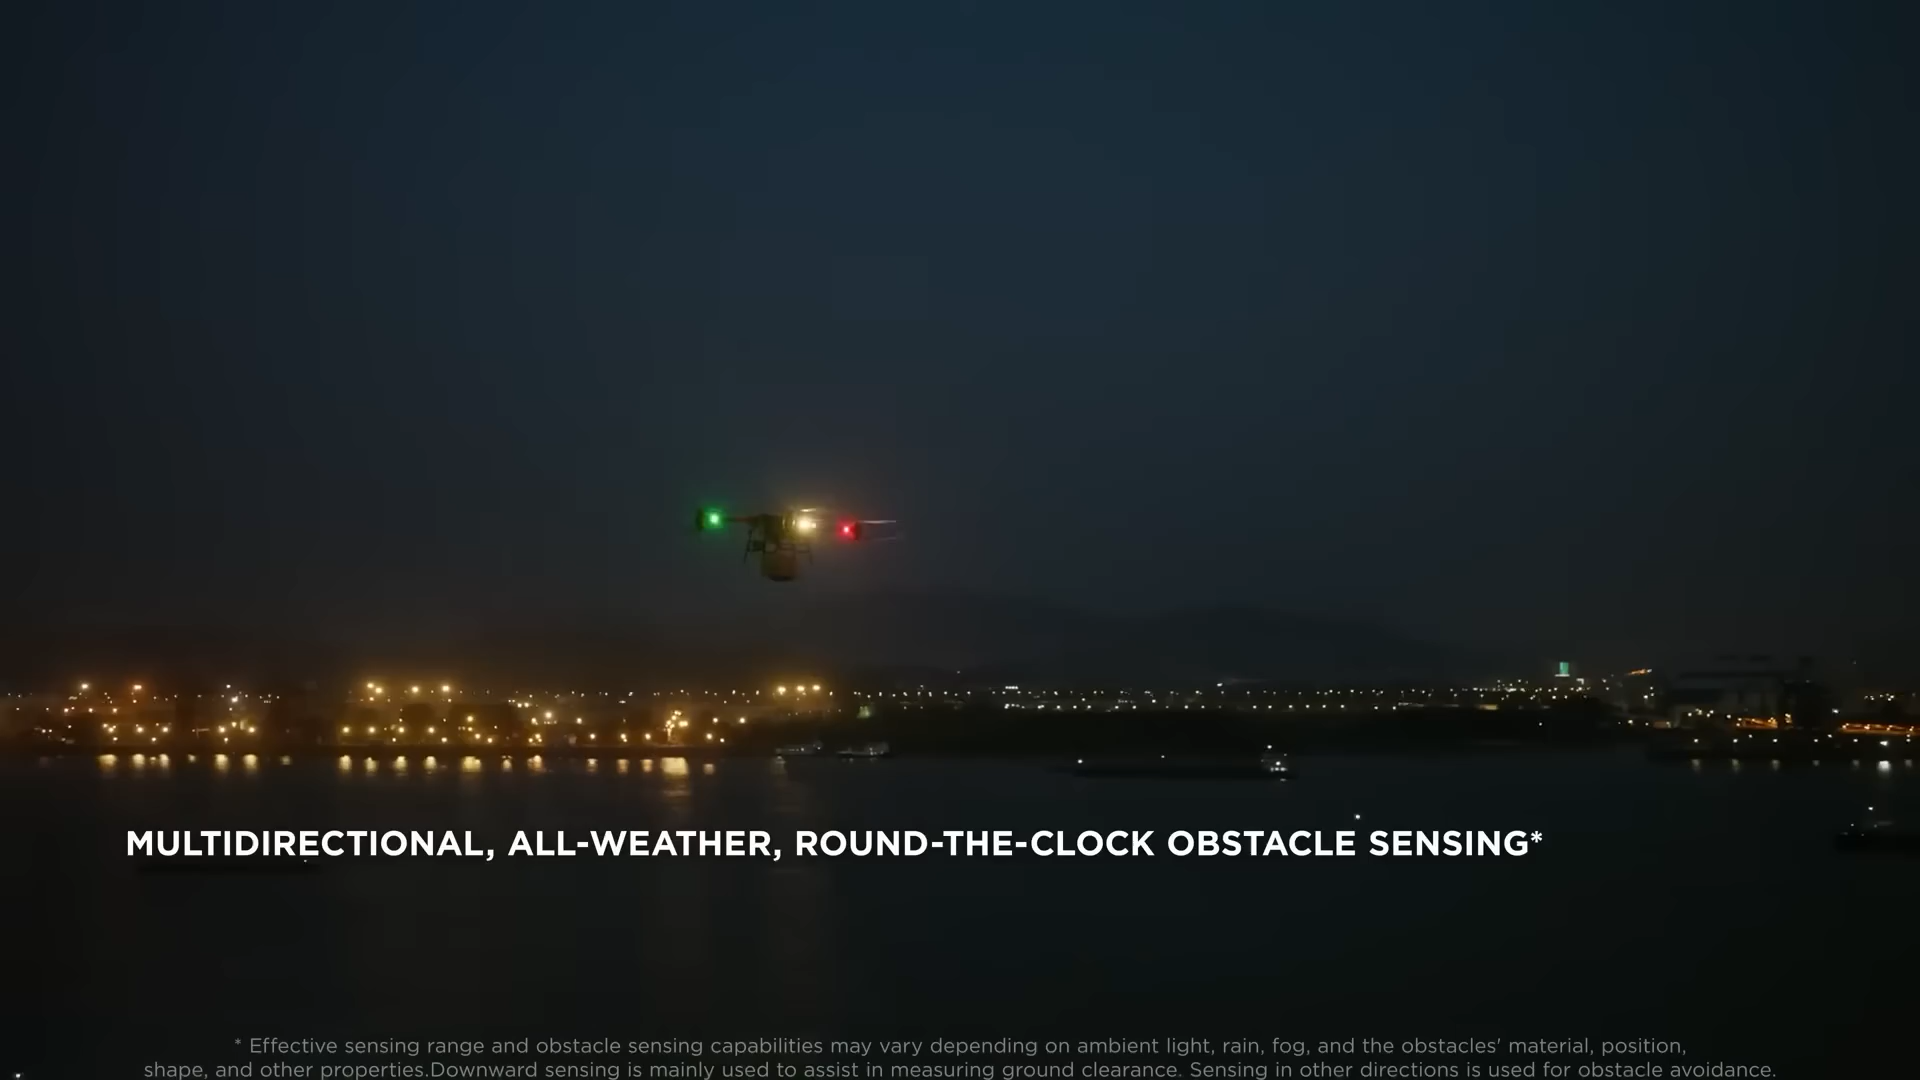 MULTIDIRECTIONAL, ALL-WEATHER, ROUND-THE-CLOCK OBSTACLE SENSING*
* Effective sensing range and obstacle sensing capabilities may vary depending on ambient light, rain, fog, and the obstacles' material, position,
shape, and other properties.Downward sensing is mainly used to assist in measuring ground clearance. Sensing in other directions is used for obstacle avoidance.